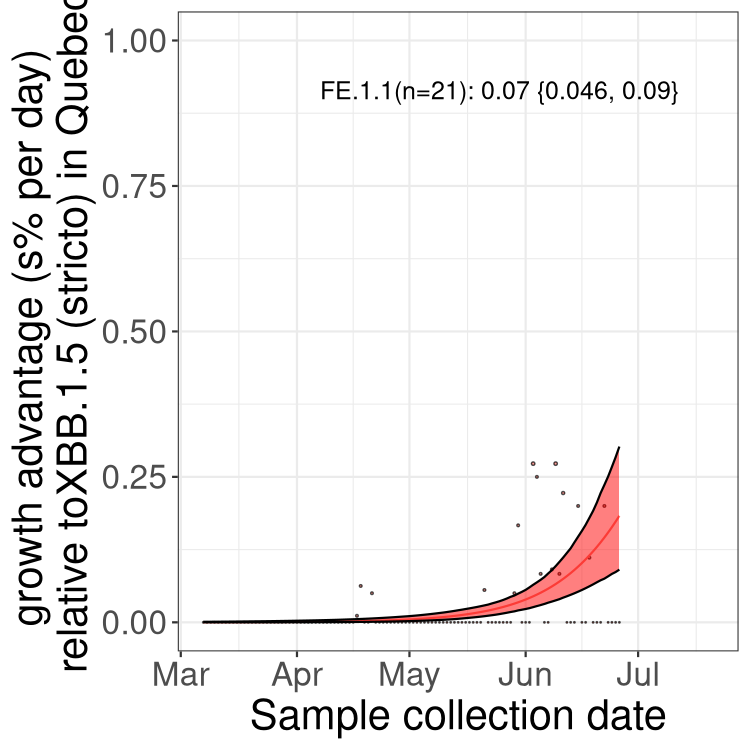 growth advantage (s% per day)
relative toXBB.1.5 (stricto) in Quebec
1.00
0.75
0.50
0.25
0.00
FE.1.1(n=21): 0.07 {0.046, 0.09}
Mar Apr May Jun Jul
Sample collection date